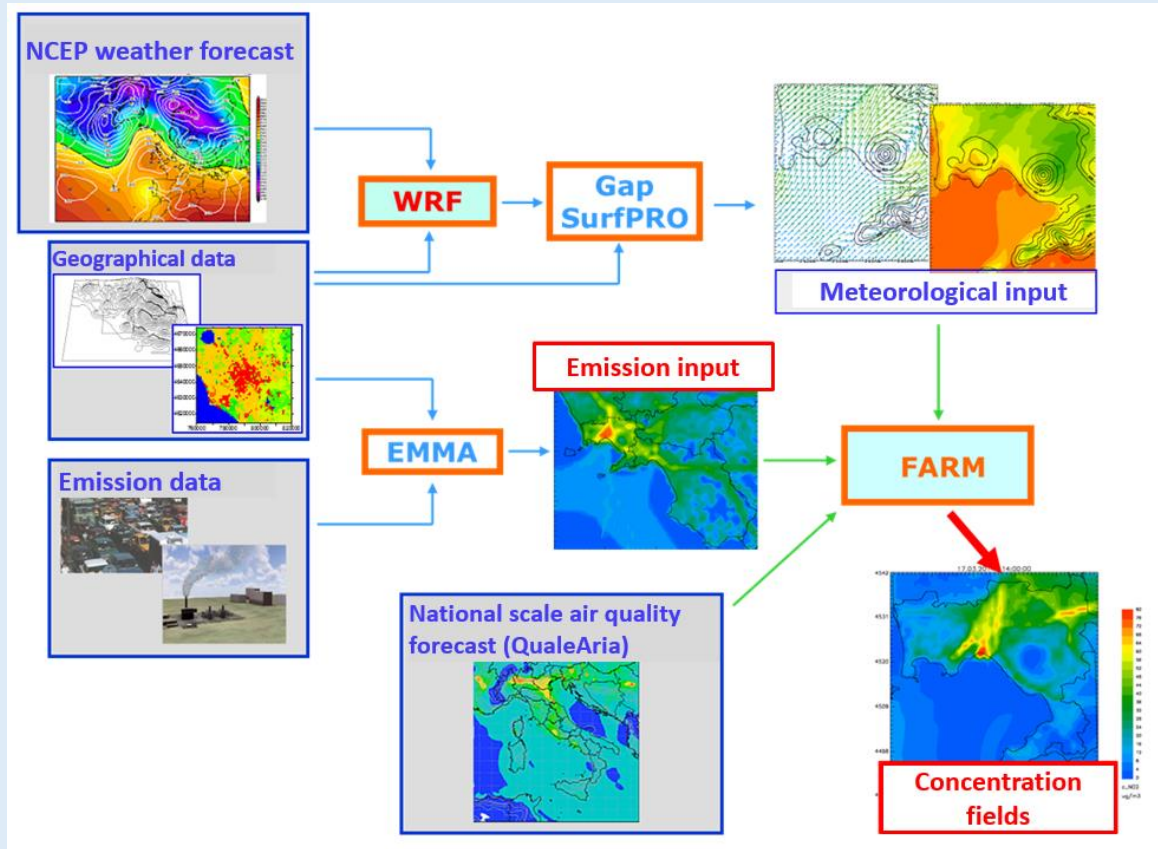 NCEP weather forecast
WRF
Gap
SurfPRO
Geographical data
Meteorological input
Emission input
EMMA
FARM
Emission data
National scale air quality
forecast (QualeAria)
Concentration
fields